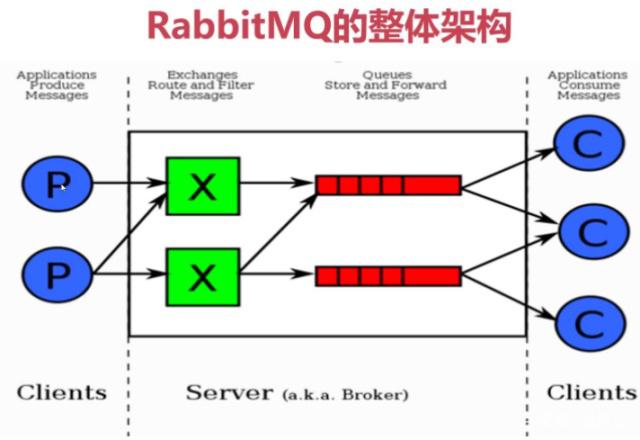 RabbitMQ的整体架构
Applications
Produce
Messages
Exchanges
Route and Filter
Messages
Queues
Store and Forward
Messages
Applications
Consume
Messages
P
X
C
P
X
C
C
Clients
Server (a.k.a. Broker)
Clients